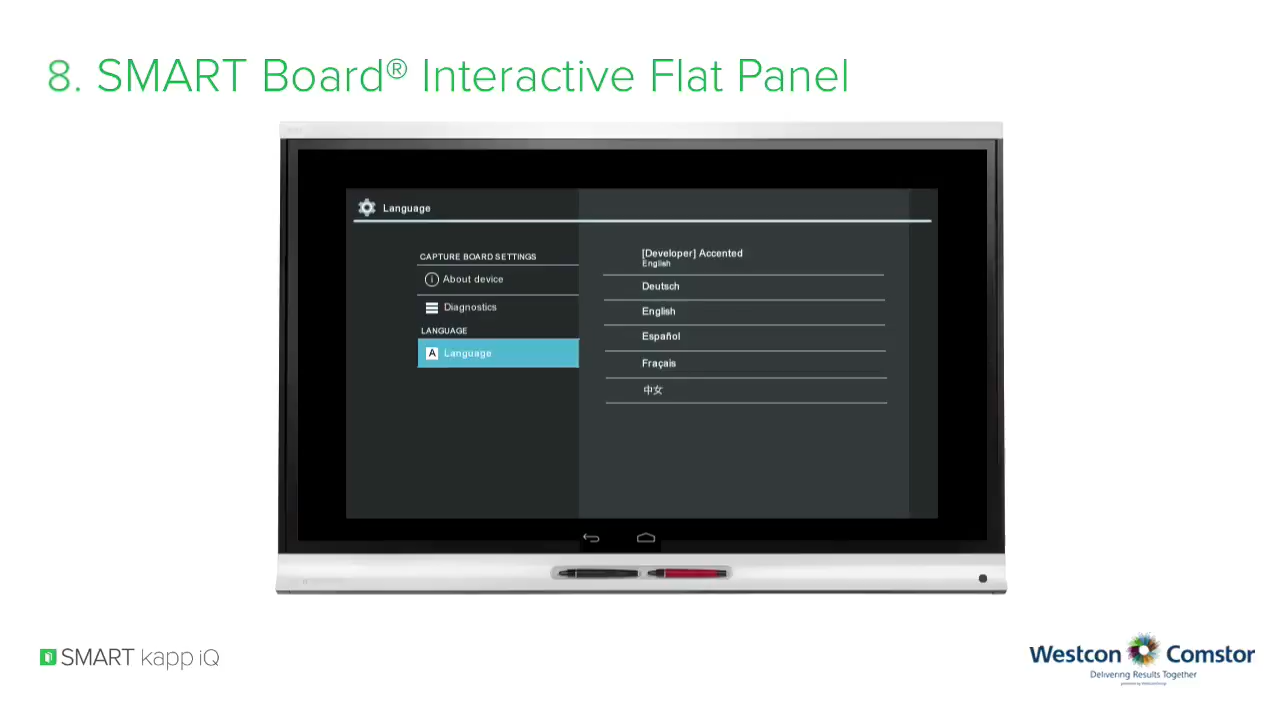 8. SMART Board® Interactive Flat Panel
Language
CAPTURE BOARD SETTINGS
About device
Diagnostics
LANGUAGE
A Language
[Developer] Accented
English
Deutsch
English
Español
Fraçais
中女
SMART kapp iQ
Westcon Comstor
Delivering Results Together